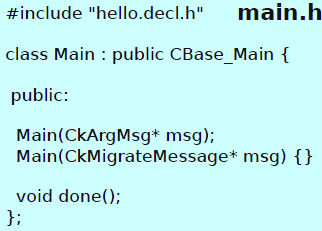 #include "hello.decl.h" main.h
class Main : public CBase_Main {
public:
Main(CkArgMsg* msg);
Main(CkMigrateMessage* msg) {}
void done();
};